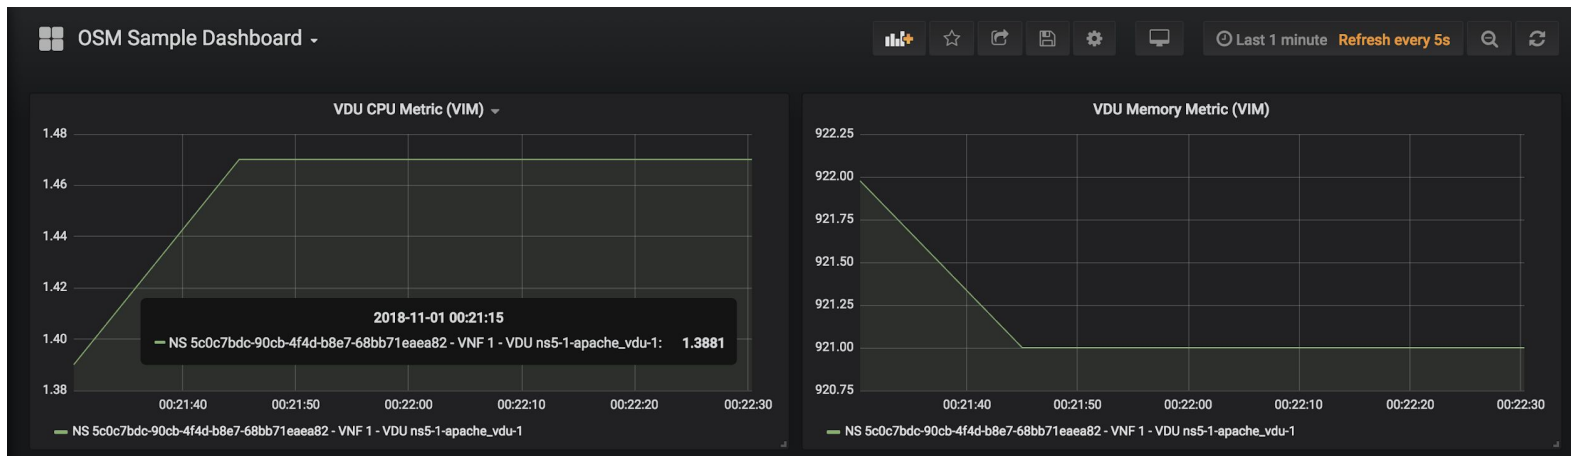 OSM Sample Dashboard
Last 1 minute Refresh every 5s
VDU CPU Metric (VIM)
1.48
1.46
1.44
1.42
1.40
1.38
2018-11-01 00:21:15
NS 5c0c7bdc-90cb-4f4d-b8e7-68bb71eaea82 - VNF 1 - VDU ns5-1-apache_vdu-1: 1.3881
00:21:40 00:21:50 00:22:00 00:22:10 00:22:20 00:22:30
NS 5c0c7bdc-90cb-4f4d-b8e7-68bb71eaea82 - VNF 1 - VDU ns5-1-apache_vdu-1
VDU Memory Metric (VIM)
922.25
922.00
921.75
921.50
921.25
921.00
920.75
00:21:40 00:21:50 00:22:00 00:22:10 00:22:20 00:22:30
NS 5c0c7bdc-90cb-4f4d-b8e7-68bb71eaea82 - VNF 1 - VDU ns5-1-apache_vdu-1